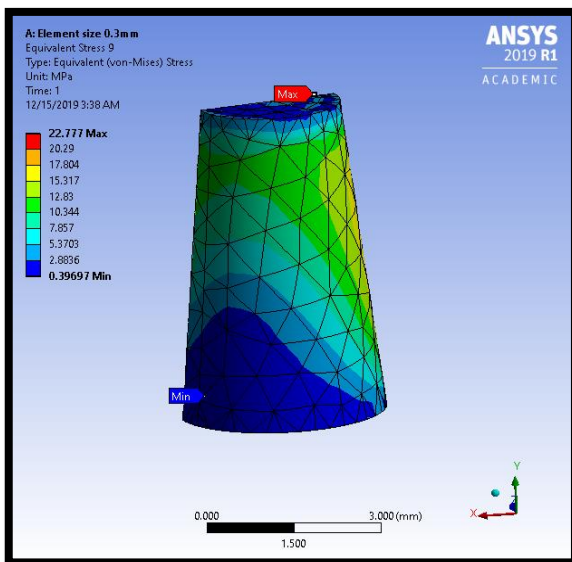 A: Element size 0.3mm
Equivalent Stress 9
Type: Equivalent (von-Mises) Stress
Unit: MPa
Time: 1
12/15/2019 3:38 AM
ANSYS
2019 R1
ACADEMIC
22.777 Max
20.29
17.804
15.317
12.83
10.344
7.857
5.3703
2.8836
0.39697 Min
Max
Min
0.000
3.000 (mm)
1.500
Y
X
Z